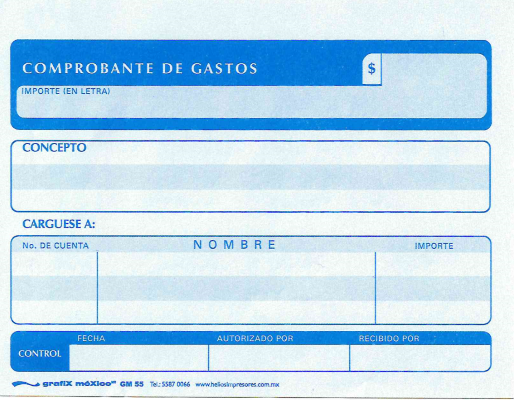 COMPROBANTE DE GASTOS $
IMPORTE (EN LETRA)
CONCEPTO
CARGUESE A:
No. DE CUENTA NOMBRE IMPORTE
FECHA AUTORIZADO POR RECIBIDO POR
CONTROL
grafiX méXico GM 55 Tel.: 5587 0066 www.heliosimpresores.com.mx